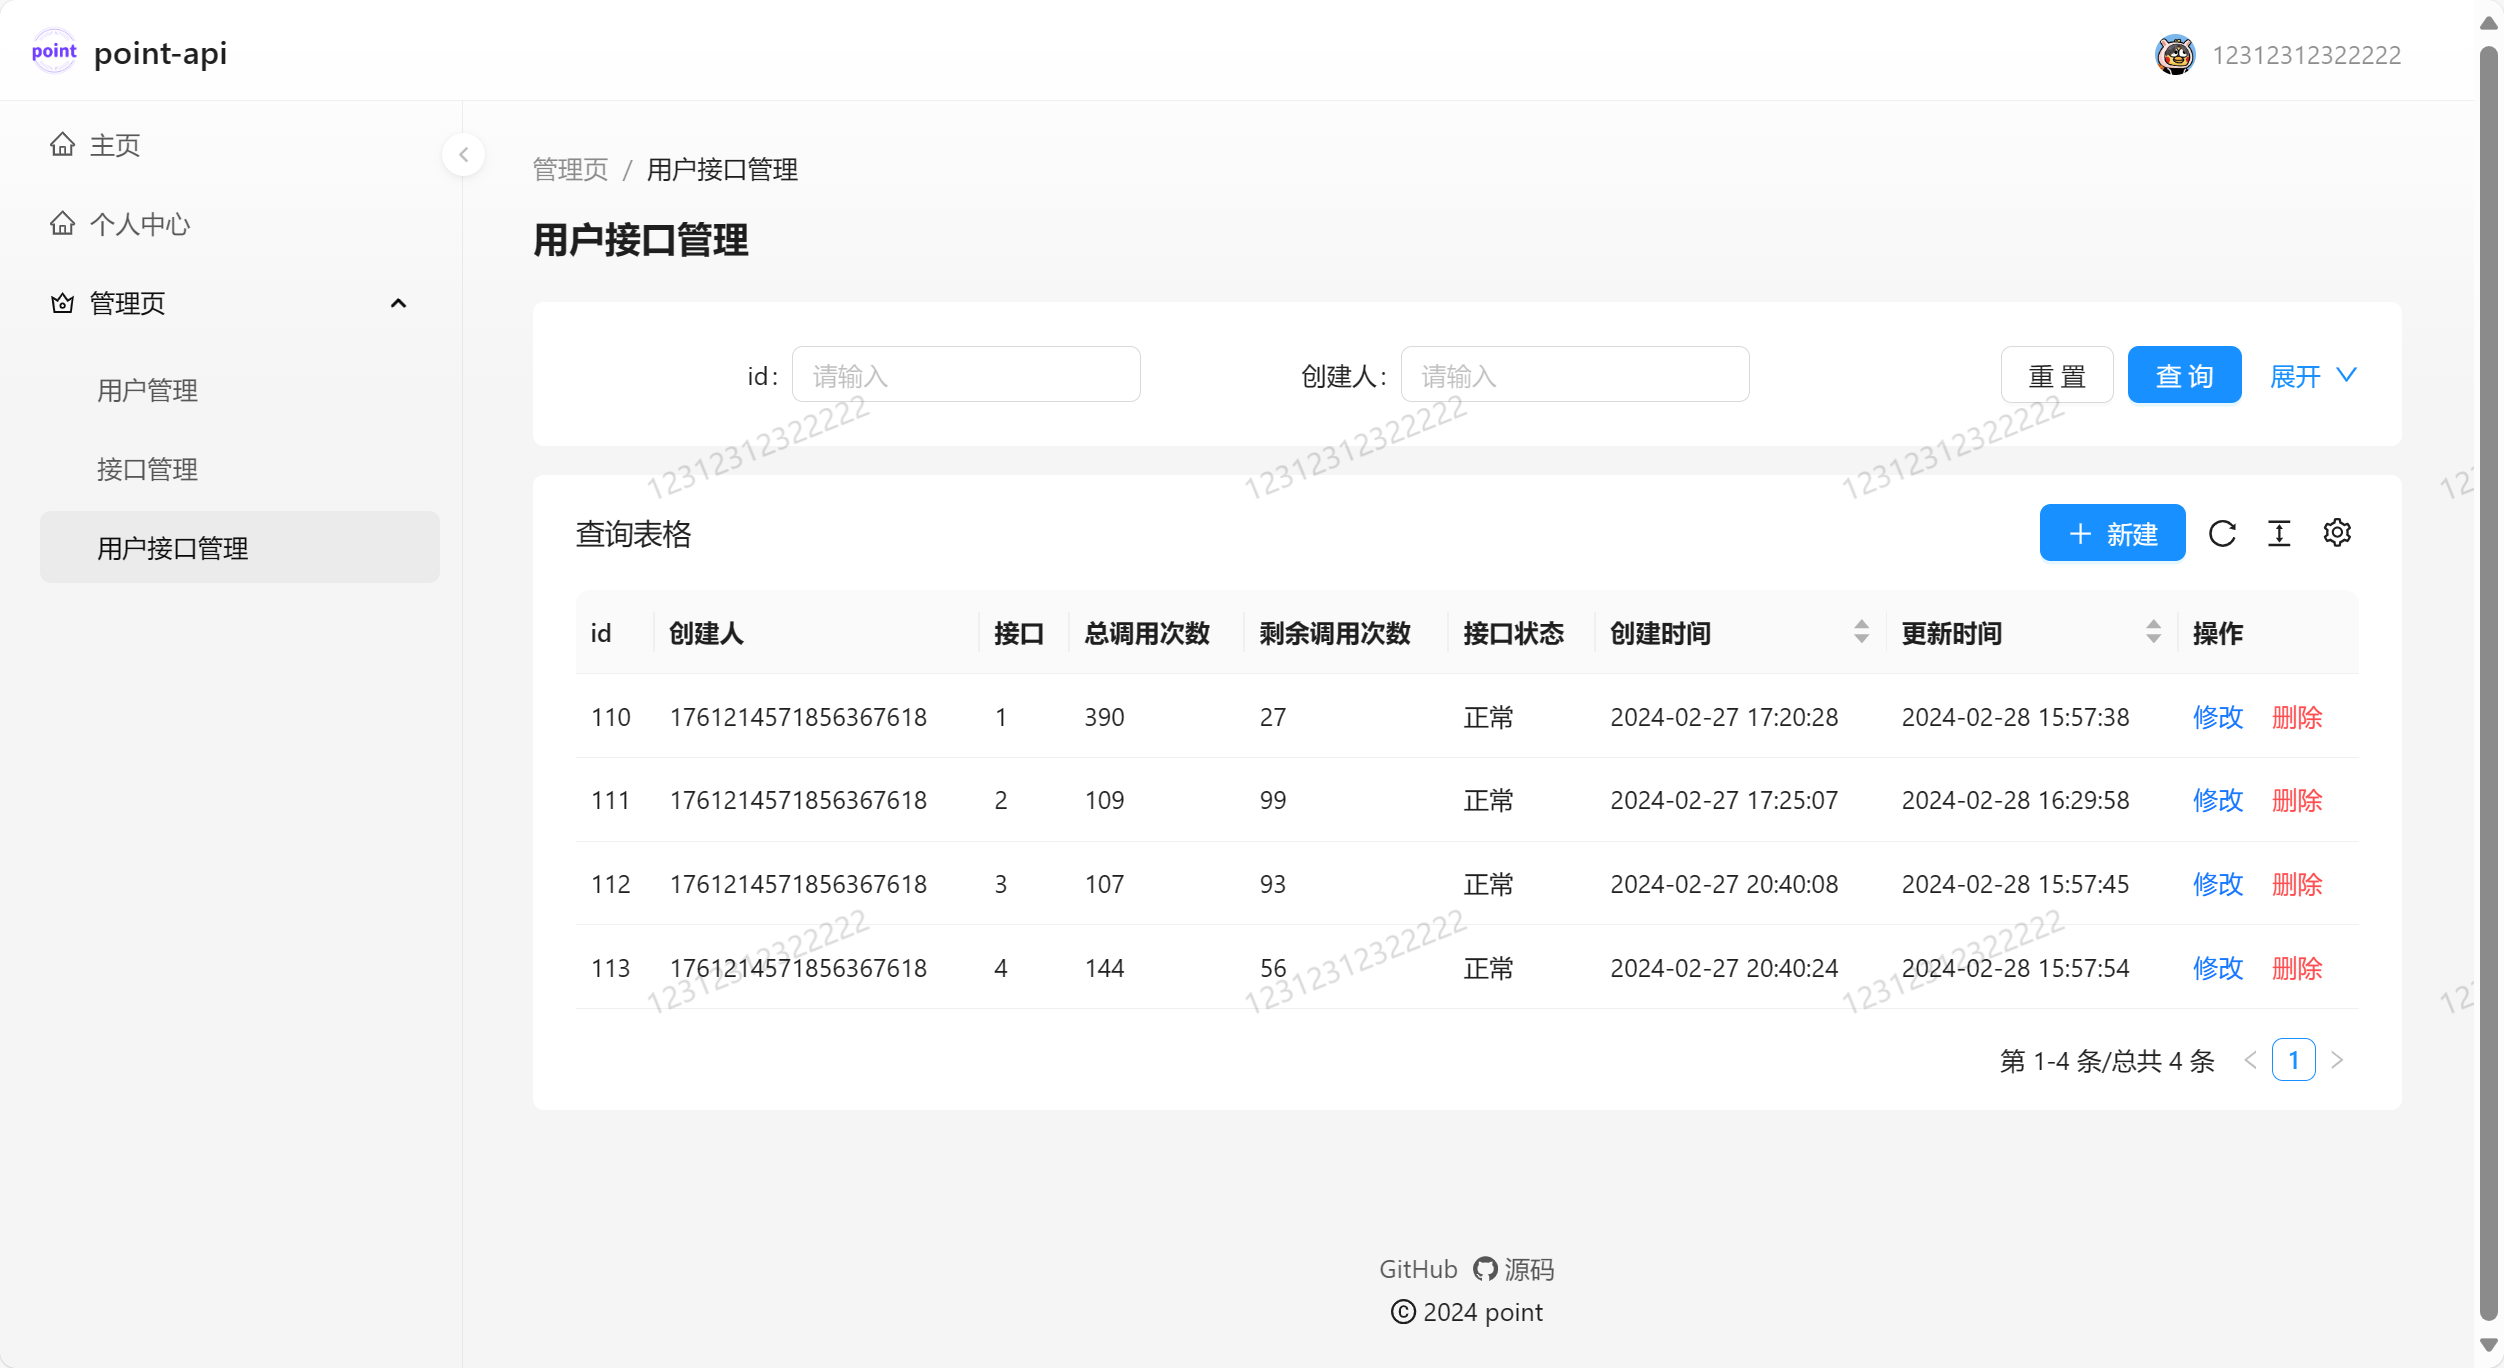 point point-api
12312312322222
主页
个人中心
管理页
用户管理
接口管理
用户接口管理
管理页 / 用户接口管理
用户接口管理
id: 请输入 创建人: 请输入 重 置 查 询 展开
12312312322222 12312312322222 12312312322222 12
查询表格 新建
id 创建人 接口 总调用次数 剩余调用次数 接口状态 创建时间 更新时间 操作
110 1761214571856367618 1 390 27 正常 2024-02-27 17:20:28 2024-02-28 15:57:38 修改 删除
111 1761214571856367618 2 109 99 正常 2024-02-27 17:25:07 2024-02-28 16:29:58 修改 删除
112 1761214571856367618 3 107 93 正常 2024-02-27 20:40:08 2024-02-28 15:57:45 修改 删除
113 1761214571856367618 4 144 56 正常 2024-02-27 20:40:24 2024-02-28 15:57:54 修改 删除
12312312322222 12312312322222 12312312322222 12
第 1-4 条/总共 4 条 1
GitHub 源码
© 2024 point